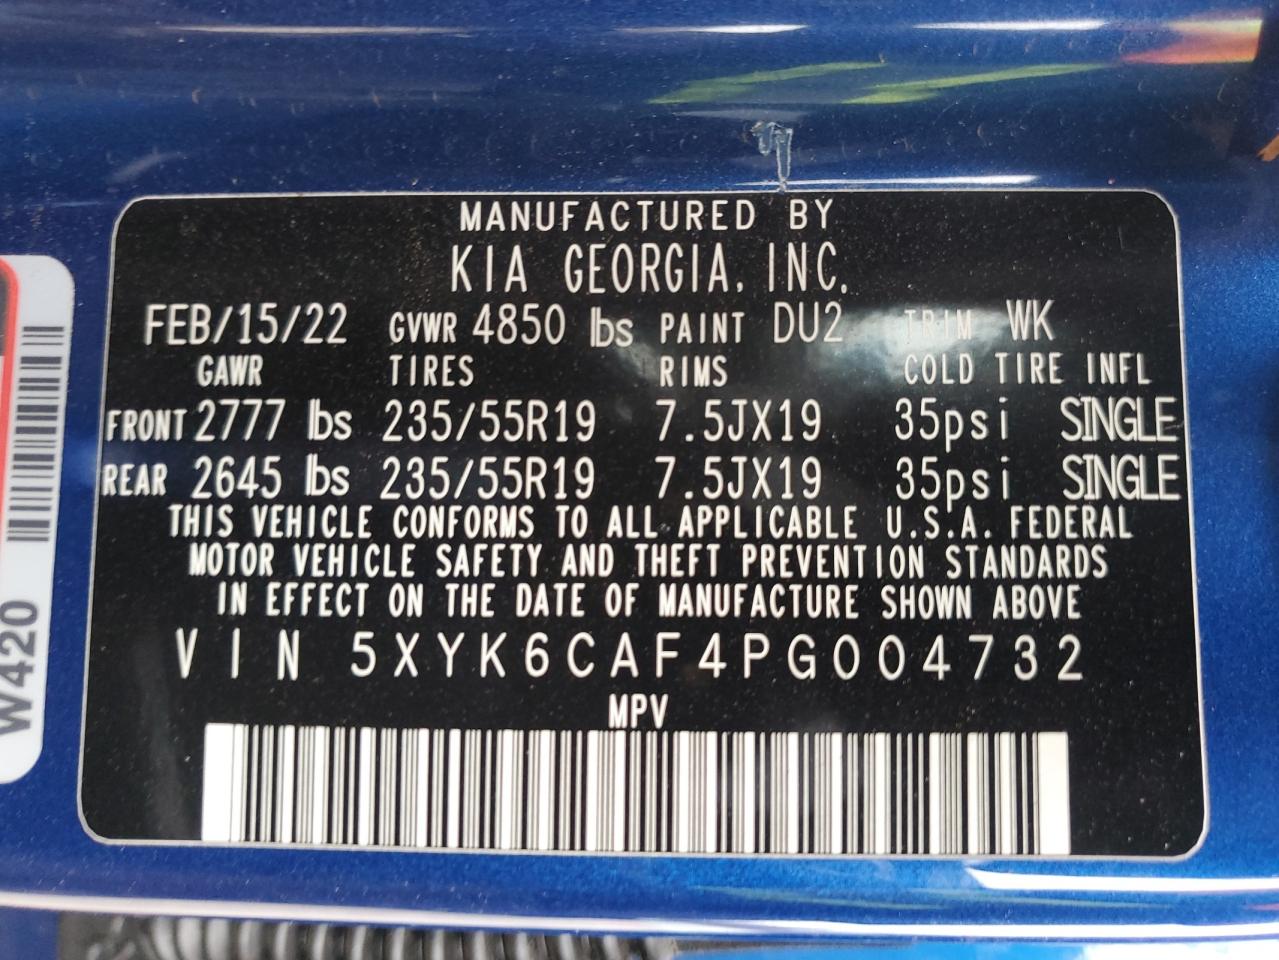 MANUFACTURED BY
KIA GEORGIA, INC.
FEB/15/22 GVWR 4850 lbs PAINT DU2 TRIM WK
GAWR TIRES RIMS COLD TIRE INFL
FRONT 2777 lbs 235/55R19 7.5JX19 35psi SINGLE
REAR 2645 lbs 235/55R19 7.5JX19 35psi SINGLE
THIS VEHICLE CONFORMS TO ALL APPLICABLE U.S.A. FEDERAL
MOTOR VEHICLE SAFETY AND THEFT PREVENTION STANDARDS
IN EFFECT ON THE DATE OF MANUFACTURE SHOWN ABOVE
VIN 5XYK6CAF4PG004732
MPV
W420